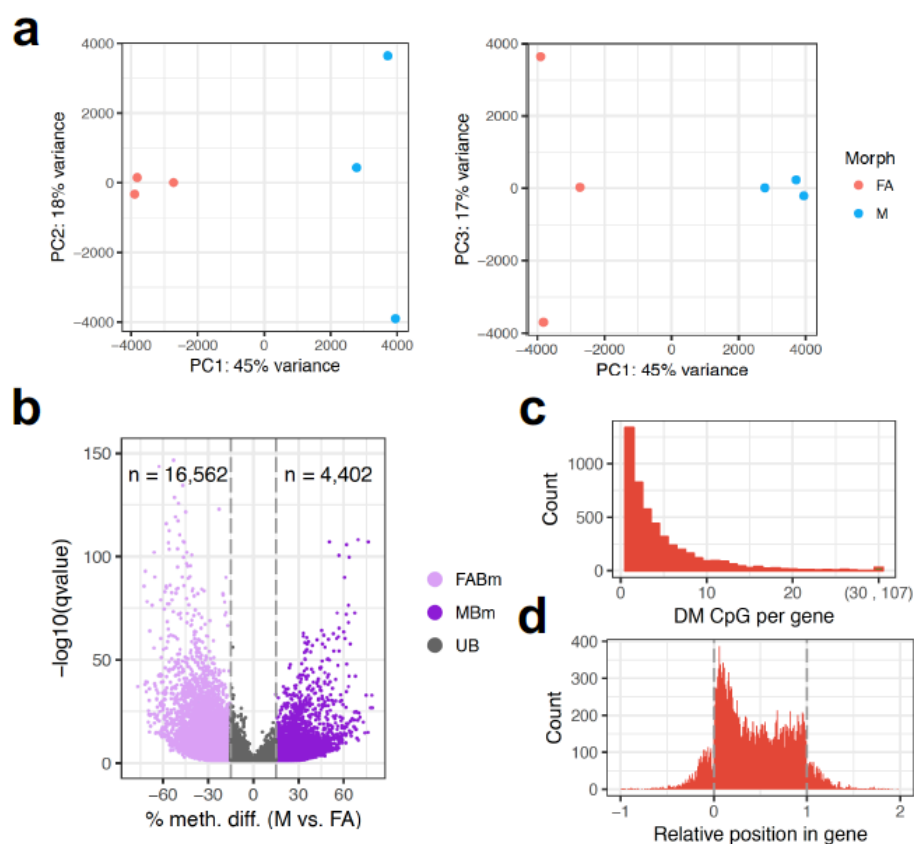 a
4000
2000
0
−2000
−4000
−4000 −2000 0 2000 4000
PC2: 18% variance
PC1: 45% variance
4000
2000
0
−2000
−4000
−4000 −2000 0 2000 4000
PC3: 17% variance
PC1: 45% variance
Morph
FA
M
b
150
100
50
0
n = 16,562
n = 4,402
−log10(qvalue)
−60 −30 0 30 60
% meth. diff. (M vs. FA)
FABm
MBm
UB
c
1000
500
0
Count
0 10 20 (30 , 107)
DM CpG per gene
d
400
300
200
100
0
Count
−1 0 1 2
Relative position in gene